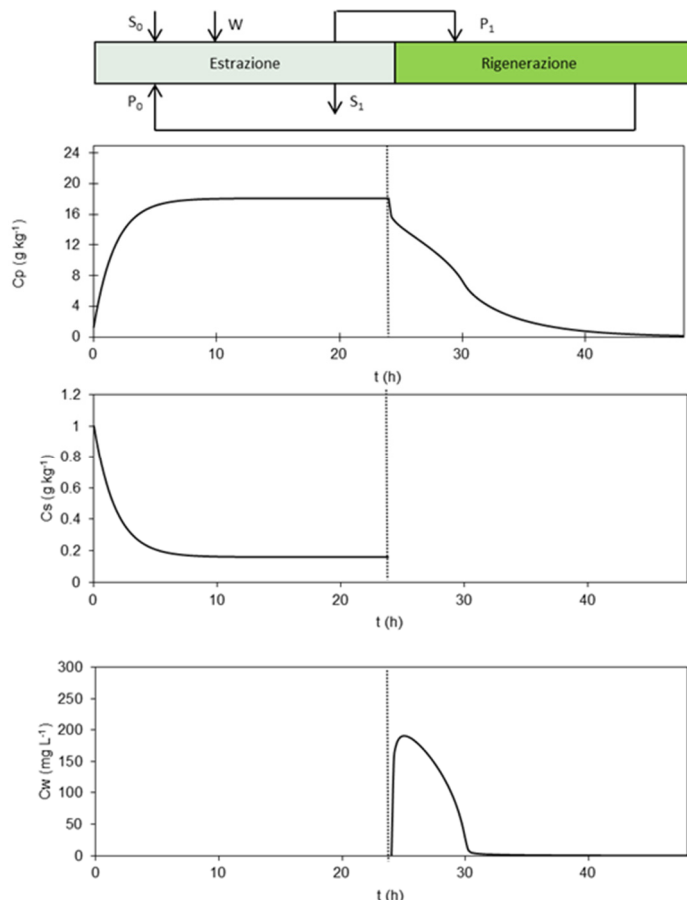 S₀
W
P₁
Estrazione
Rigenerazione
P₀
S₁
24
20
16
12
8
4
0
Cp (g kg⁻¹)
0 10 20 30 40
t (h)
1.2
1
0.8
0.6
0.4
0.2
0
Cs (g kg⁻¹)
0 10 20 30 40
t (h)
300
250
200
150
100
50
0
Cw (mg L⁻¹)
0 10 20 30 40
t (h)